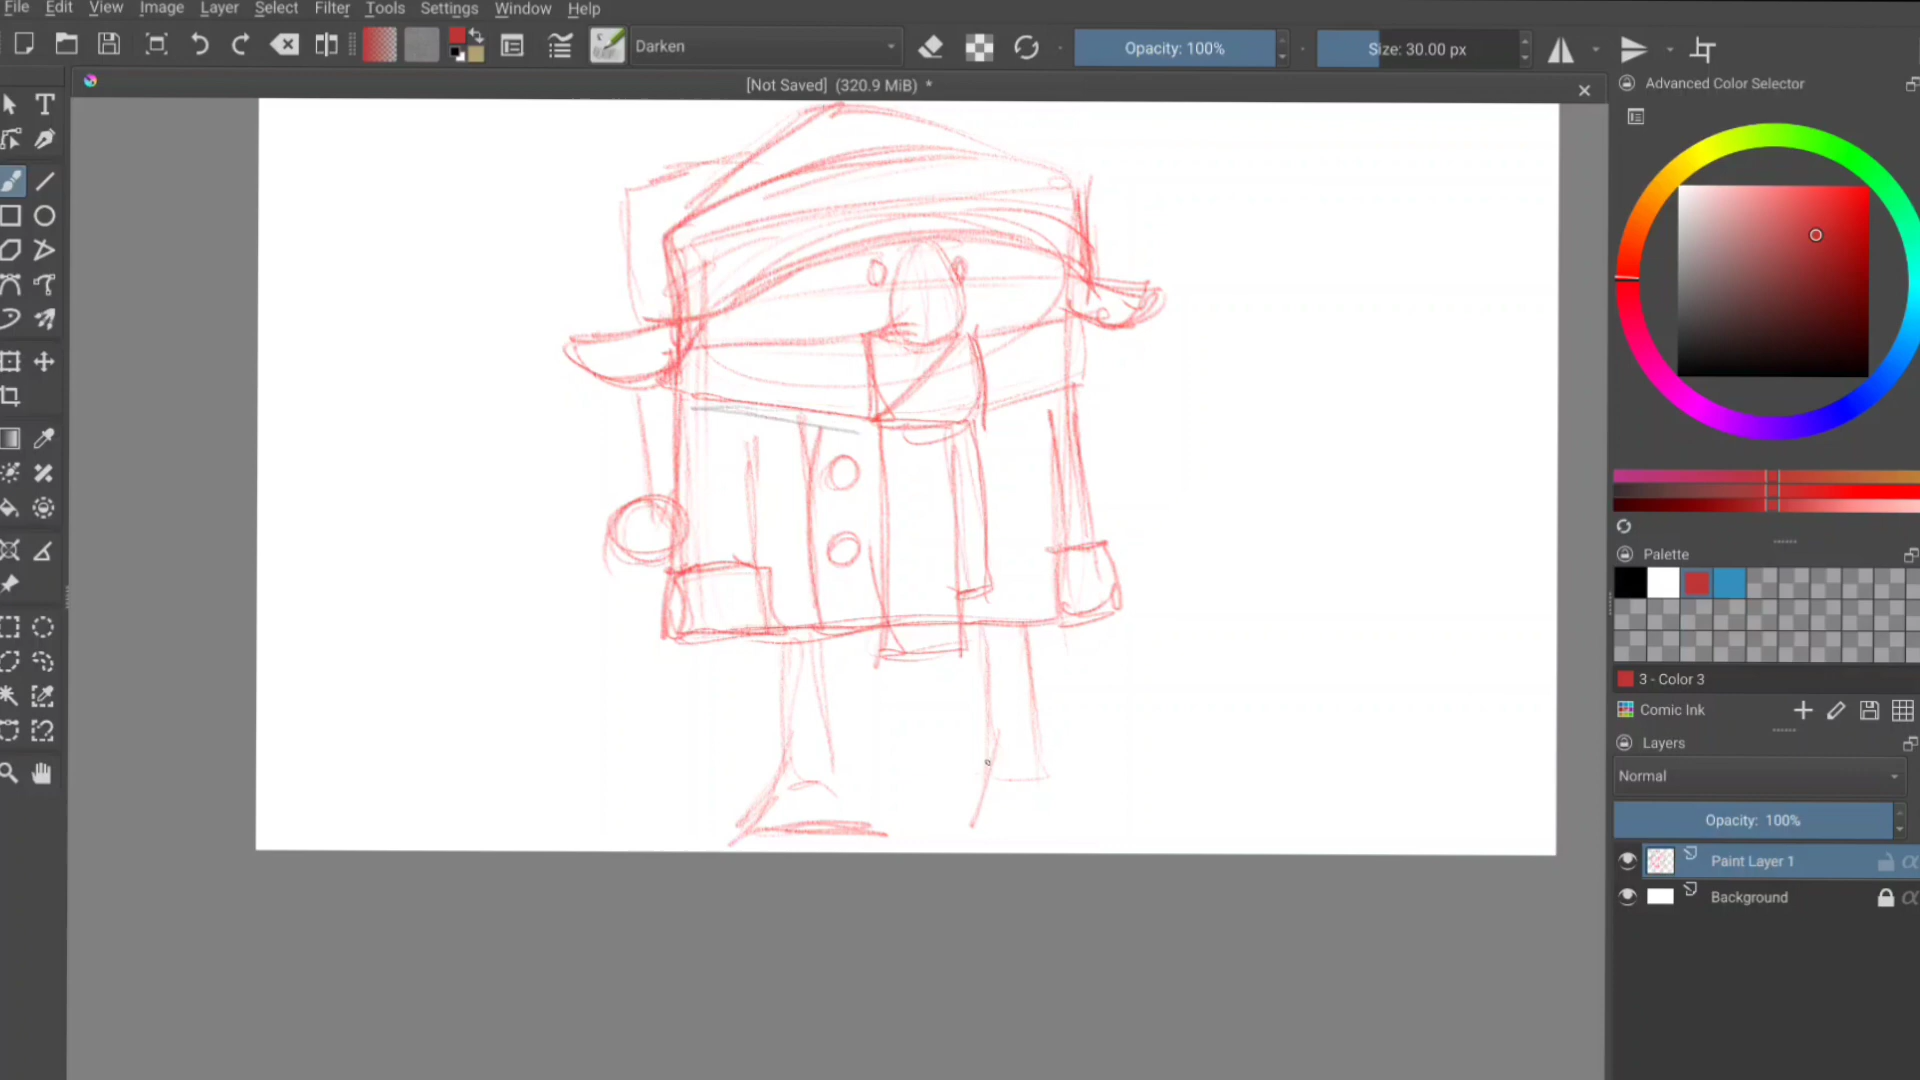 File Edit View Image Layer Select Filter Tools Settings Window Help
Darken
Opacity: 100%
Size: 30.00 px
[Not Saved] (320.9 MiB) *
Advanced Color Selector
Palette
3 - Color 3
Comic Ink
Layers
Normal
Opacity: 100%
Paint Layer 1
Background